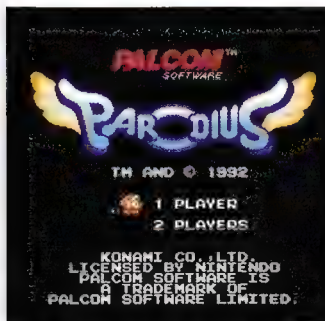 PALCOM™
SOFTWARE
PARODIUS
TM AND © 1992
1 PLAYER
2 PLAYERS
KONAMI CO.,LTD.
LICENSED BY NINTENDO
PALCOM SOFTWARE IS
A TRADEMARK OF
PALCOM SOFTWARE LIMITED.